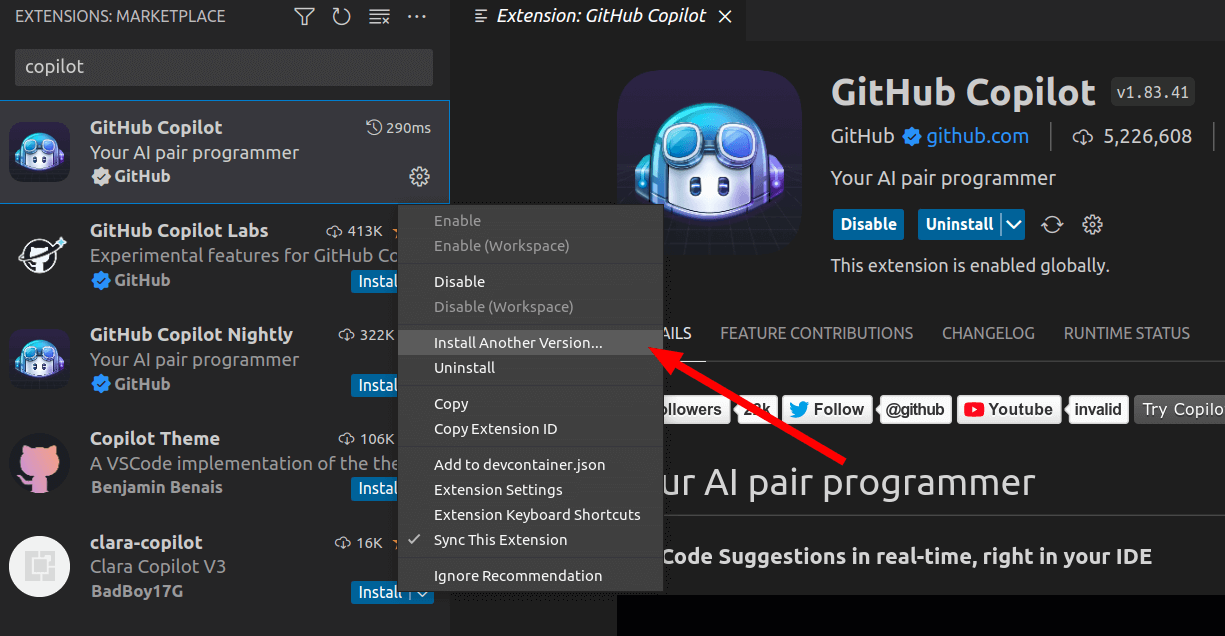 EXTENSIONS: MARKETPLACE
copilot
GitHub Copilot
290ms
Your AI pair programmer
GitHub
GitHub Copilot Labs
413K
Experimental features for GitHub Co
GitHub
Instal
GitHub Copilot Nightly
322K
Your AI pair programmer
GitHub
Instal
Copilot Theme
106K
A VSCode implementation of the the
Benjamin Benais
Instal
clara-copilot
16K
Clara Copilot V3
BadBoy17G
Install
Enable
Enable (Workspace)
Disable
Disable (Workspace)
Install Another Version...
Uninstall
Copy
Copy Extension ID
Add to devcontainer.json
Extension Settings
Extension Keyboard Shortcuts
Sync This Extension
Ignore Recommendation
Extension: GitHub Copilot
GitHub Copilot v1.83.41
GitHub github.com 5,226,608
Your AI pair programmer
Disable Uninstall
This extension is enabled globally.
AILS FEATURE CONTRIBUTIONS CHANGELOG RUNTIME STATUS
ollowers Follow @github Youtube invalid Try Copilo
ur AI pair programmer
Code Suggestions in real-time, right in your IDE